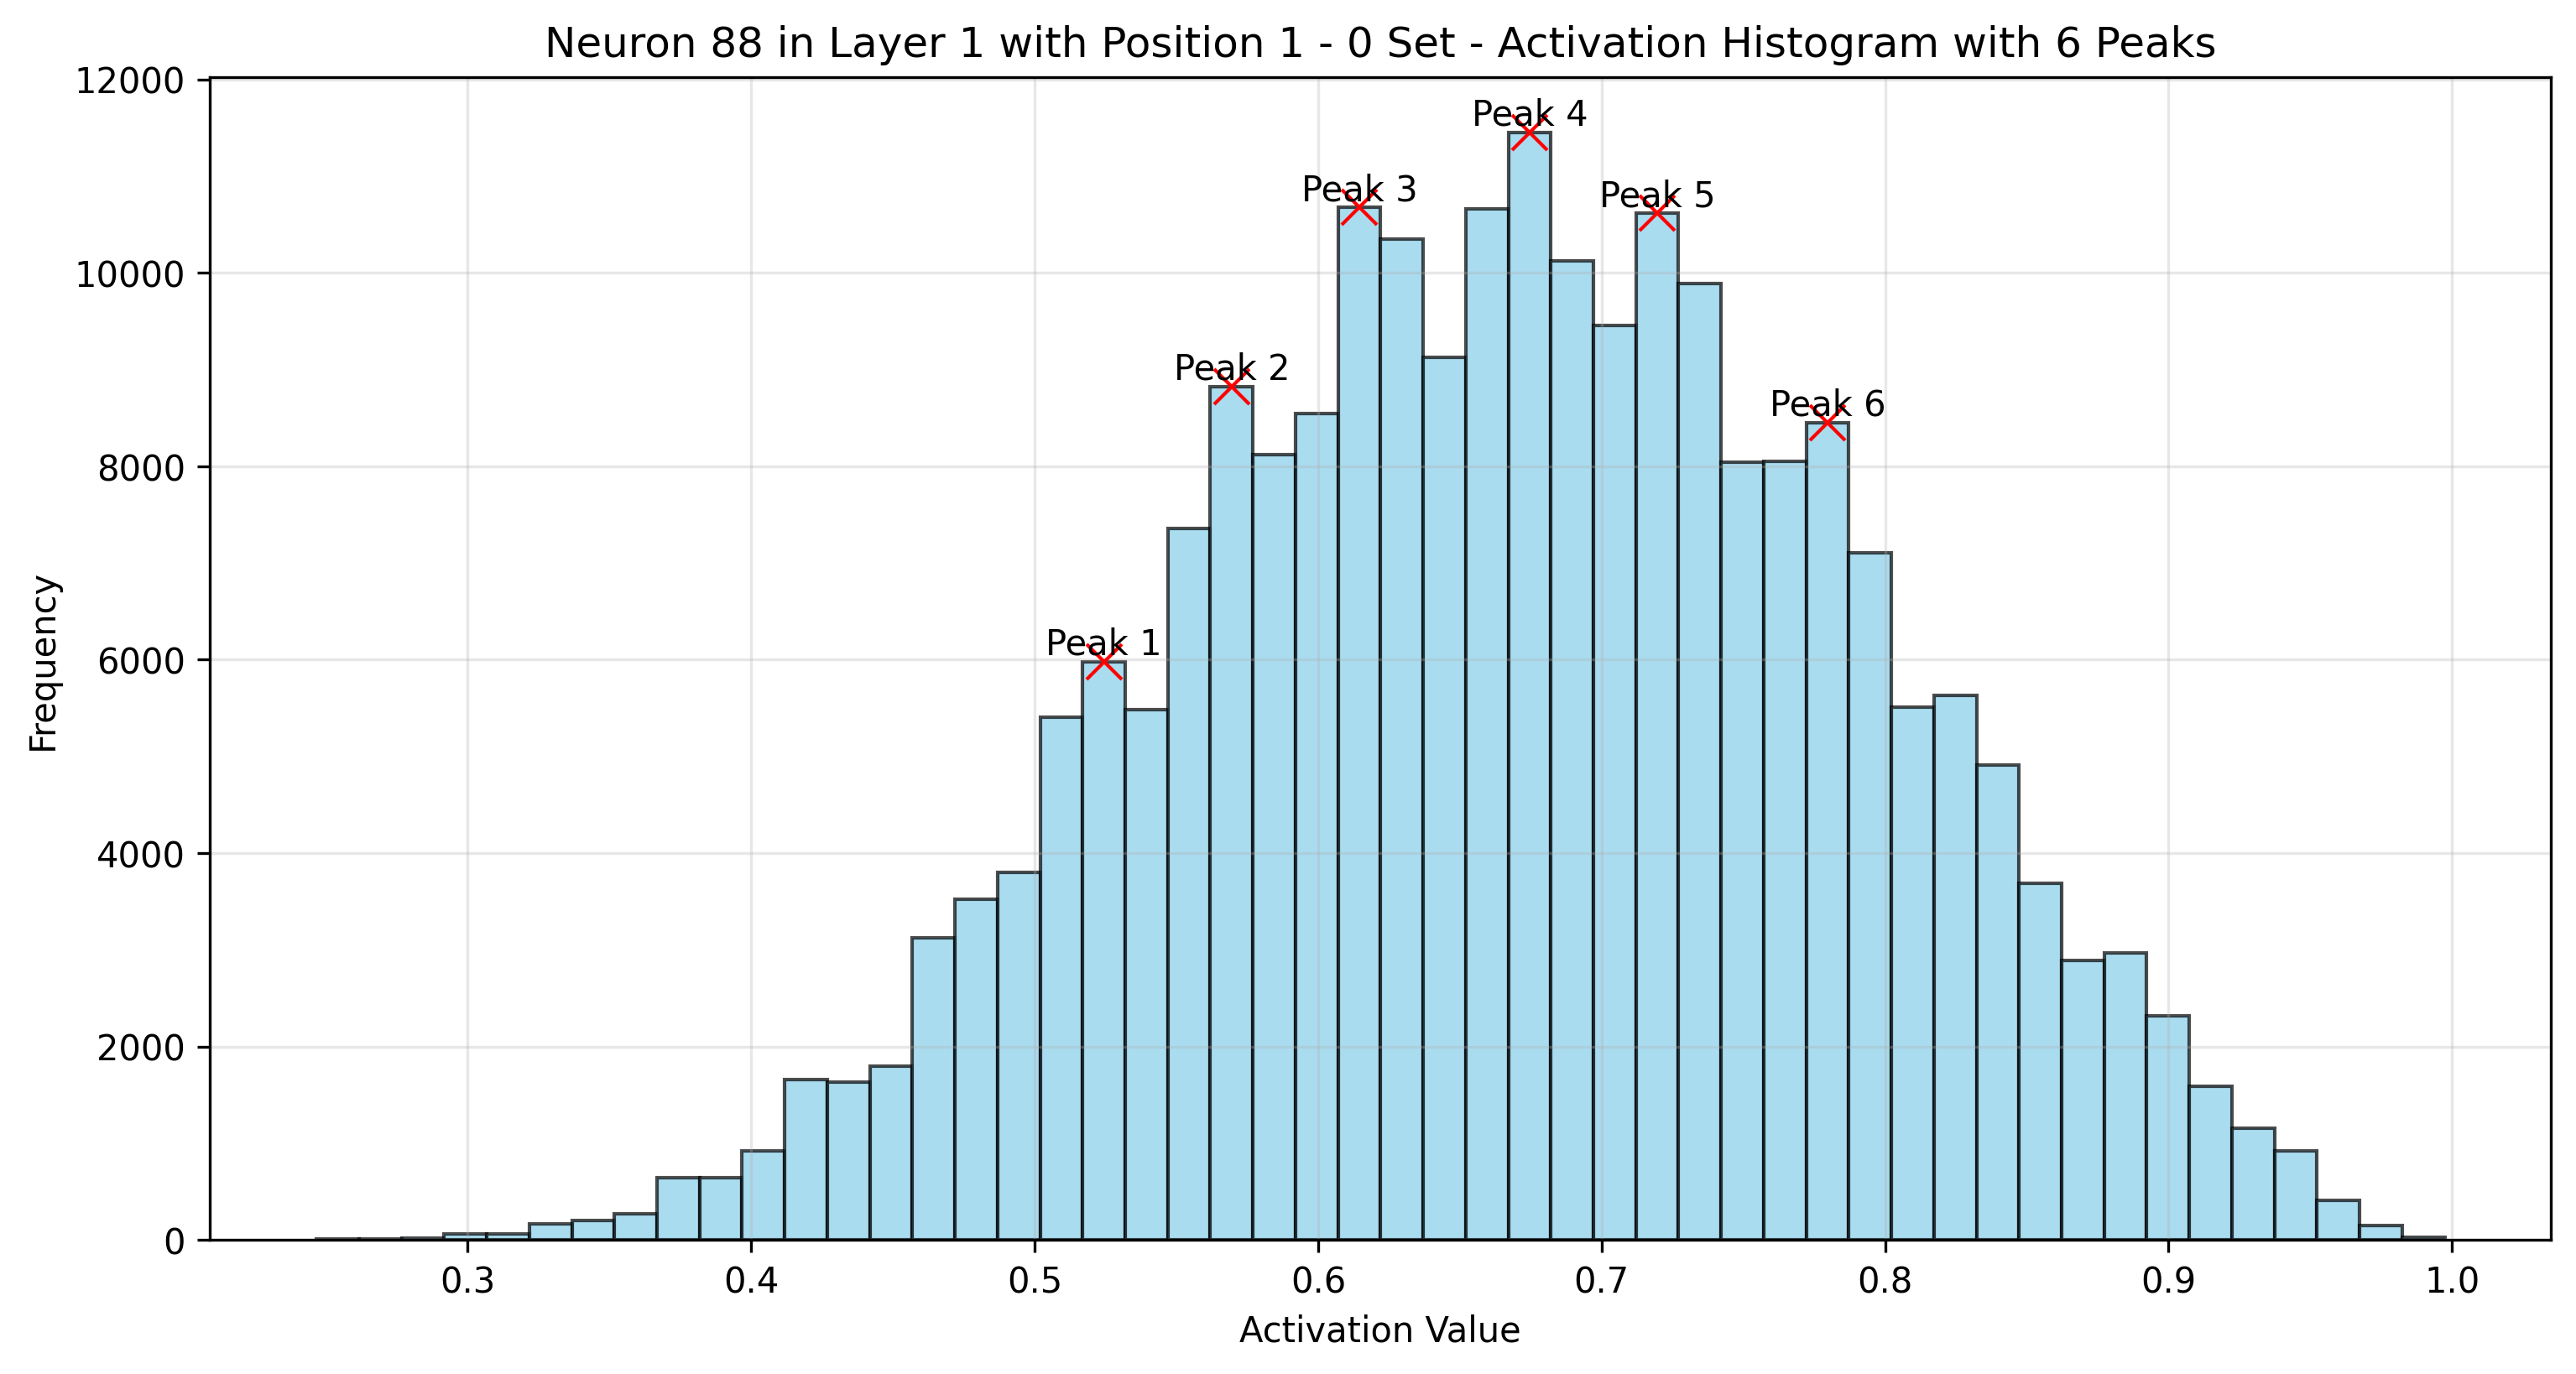 Neuron 88 in Layer 1 with Position 1 - 0 Set - Activation Histogram with 6 Peaks
12000
10000
8000
6000
4000
2000
0
Frequency
Peak 1
Peak 2
Peak 3
Peak 4
Peak 5
Peak 6
0.3 0.4 0.5 0.6 0.7 0.8 0.9 1.0
Activation Value